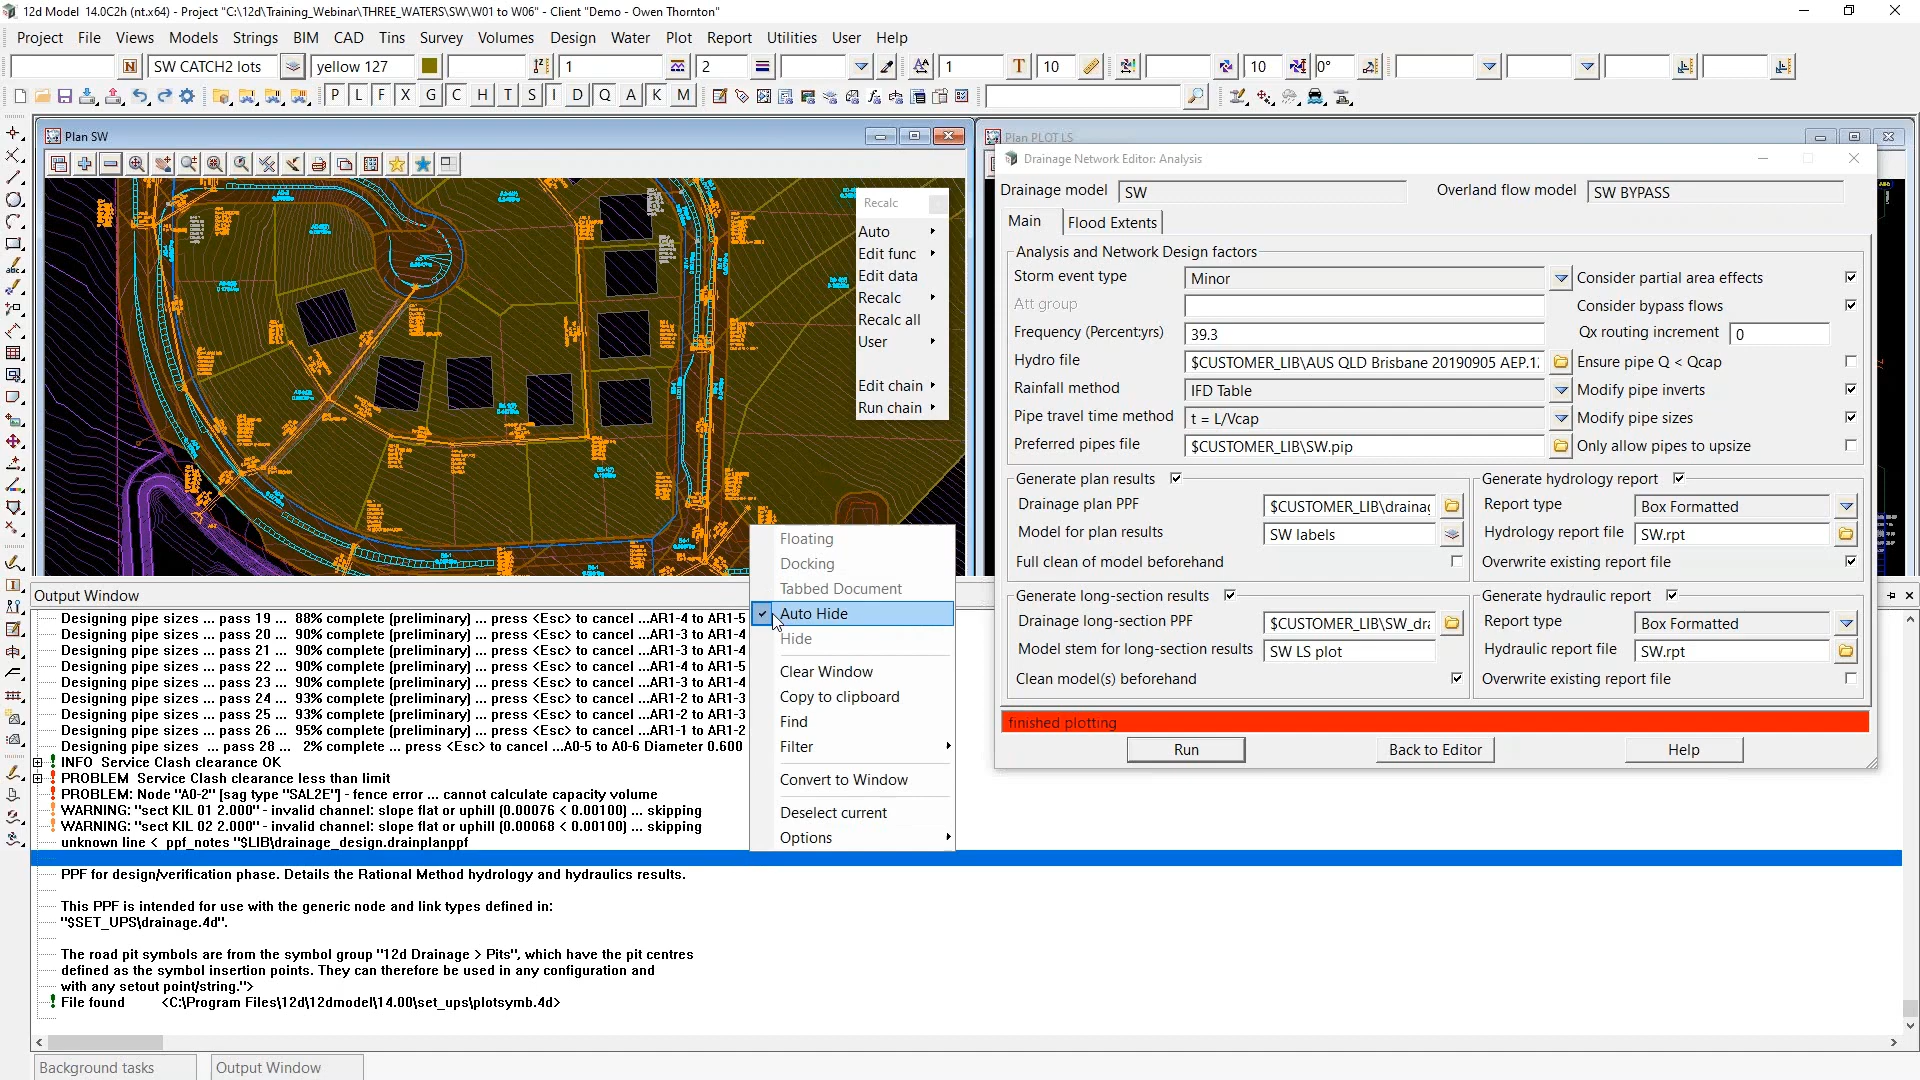 12d Model 14.0C2h (nt.x64) - Project "C:\12d\Training_Webinar\THREE_WATERS\SW\W01 to W06" - Client "Demo - Owen Thornton"
Project File Views Models Strings BIM CAD Tins Survey Volumes Design Water Plot Report Utilities User Help
N SW CATCH2 lots yellow 127 1 2 1 T 10 10 0°
P L F X G C H T S I D Q A K M
Plan SW
Plan PLOT LS
Recalc
Auto
Edit func
Edit data
Recalc
Recalc all
User
Edit chain
Run chain
Drainage Network Editor: Analysis
Drainage model SW Overland flow model SW BYPASS
Main Flood Extents
Analysis and Network Design factors
Storm event type Minor Consider partial area effects
Att group Consider bypass flows
Frequency (Percent:yrs) 39.3 Qx routing increment 0
Hydro file $CUSTOMER_LIB\AUS QLD Brisbane 20190905 AEP.1 Ensure pipe Q < Qcap
Rainfall method IFD Table Modify pipe inverts
Pipe travel time method t = L/Vcap Modify pipe sizes
Preferred pipes file $CUSTOMER_LIB\SW.pip Only allow pipes to upsize
Generate plan results Generate hydrology report
Drainage plan PPF $CUSTOMER_LIB\drainag Report type Box Formatted
Model for plan results SW labels Hydrology report file SW.rpt
Full clean of model beforehand Overwrite existing report file
Generate long-section results Generate hydraulic report
Drainage long-section PPF $CUSTOMER_LIB\SW_dra Report type Box Formatted
Model stem for long-section results SW LS plot Hydraulic report file SW.rpt
Clean model(s) beforehand Overwrite existing report file
finished plotting
Run Back to Editor Help
Floating
Docking
Tabbed Document
Auto Hide
Hide
Clear Window
Copy to clipboard
Find
Filter
Convert to Window
Deselect current
Options
Output Window
Designing pipe sizes ... pass 19 ... 88% complete (preliminary) ... press <Esc> to cancel ...AR1-4 to AR1-5
Designing pipe sizes ... pass 20 ... 90% complete (preliminary) ... press <Esc> to cancel ...AR1-3 to AR1-4
Designing pipe sizes ... pass 21 ... 90% complete (preliminary) ... press <Esc> to cancel ...AR1-3 to AR1-4
Designing pipe sizes ... pass 22 ... 90% complete (preliminary) ... press <Esc> to cancel ...AR1-4 to AR1-5
Designing pipe sizes ... pass 23 ... 90% complete (preliminary) ... press <Esc> to cancel ...AR1-3 to AR1-4
Designing pipe sizes ... pass 24 ... 93% complete (preliminary) ... press <Esc> to cancel ...AR1-2 to AR1-3
Designing pipe sizes ... pass 25 ... 93% complete (preliminary) ... press <Esc> to cancel ...AR1-2 to AR1-3
Designing pipe sizes ... pass 26 ... 95% complete (preliminary) ... press <Esc> to cancel ...AR1-1 to AR1-2
Designing pipe sizes ... pass 28 ... 2% complete ... press <Esc> to cancel ...A0-5 to A0-6 Diameter 0.600
INFO Service Clash clearance OK
PROBLEM Service Clash clearance less than limit
PROBLEM: Node "A0-2" [sag type "SAL2E"] - fence error ... cannot calculate capacity volume
WARNING: "sect KIL 01 2.000" - invalid channel: slope flat or uphill (0.00076 < 0.00100) ... skipping
WARNING: "sect KIL 02 2.000" - invalid channel: slope flat or uphill (0.00068 < 0.00100) ... skipping
unknown line < ppf_notes "$LIB\drainage_design.drainplanppf
PPF for design/verification phase. Details the Rational Method hydrology and hydraulics results.
This PPF is intended for use with the generic node and link types defined in:
"$SET_UPS\drainage.4d".
The road pit symbols are from the symbol group "12d Drainage > Pits", which have the pit centres
defined as the symbol insertion points. They can therefore be used in any configuration and
with any setout point/string.">
File found <C:\Program Files\12d\12dmodel\14.00\set_ups\plotsymb.4d>
Background tasks Output Window